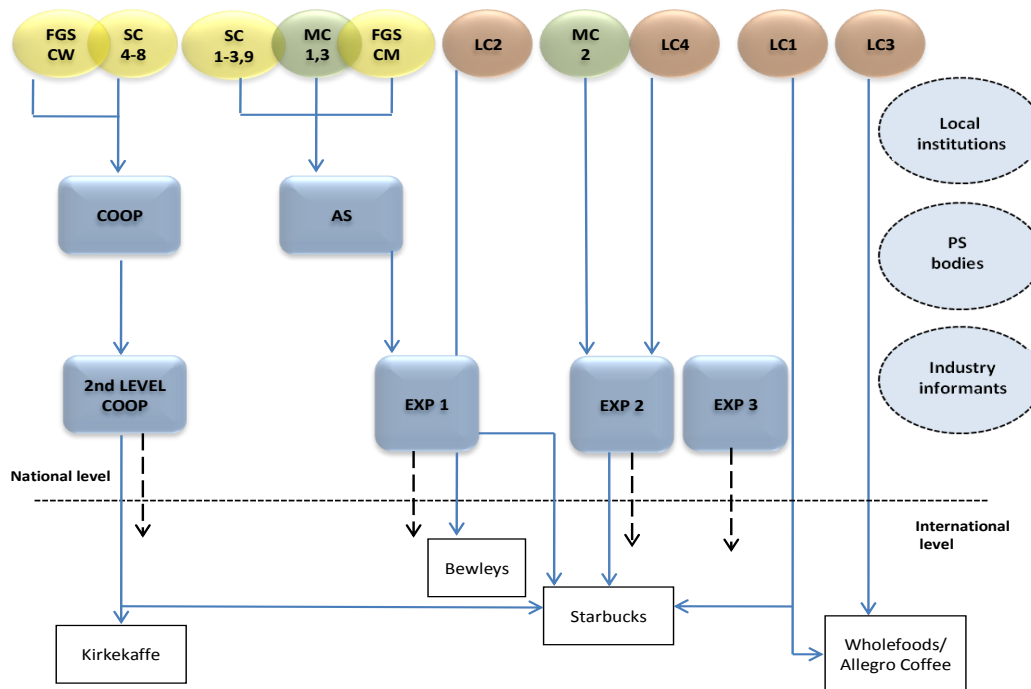 FGS
CW
SC
4-8
SC
1-3,9
MC
1,3
FGS
CM
LC2
MC
2
LC4
LC1
LC3
Local
institutions
COOP
AS
PS
bodies
2nd LEVEL
COOP
EXP 1
EXP 2
EXP 3
Industry
informants
National level
International
level
Bewleys
Starbucks
Kirkekaffe
Wholefoods/
Allegro Coffee